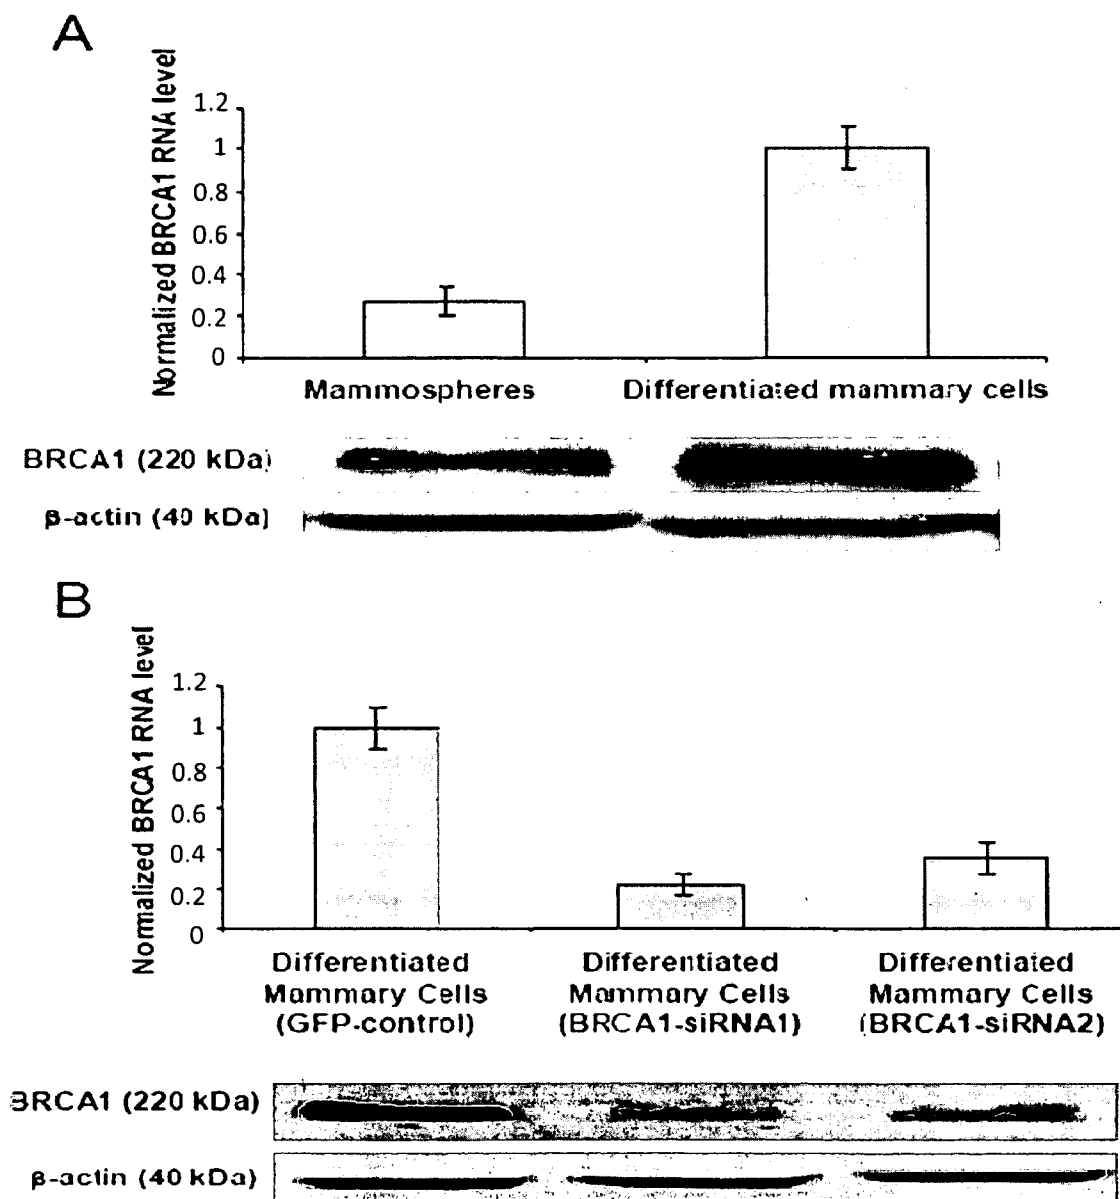 A
Normalized BRCA1 RNA level
1.2
1
0.8
0.6
0.4
0.2
0
Mammospheres
Differentiated mammary cells
BRCA1 (220 kDa)
β-actin (40 kDa)
B
Normalized BRCA1 RNA level
1.2
1
0.8
0.6
0.4
0.2
0
Differentiated
Mammary Cells
(GFP-control)
Differentiated
Mammary Cells
(BRCA1-siRNA1)
Differentiated
Mammary Cells
(BRCA1-siRNA2)
BRCA1 (220 kDa)
β-actin (40 kDa)